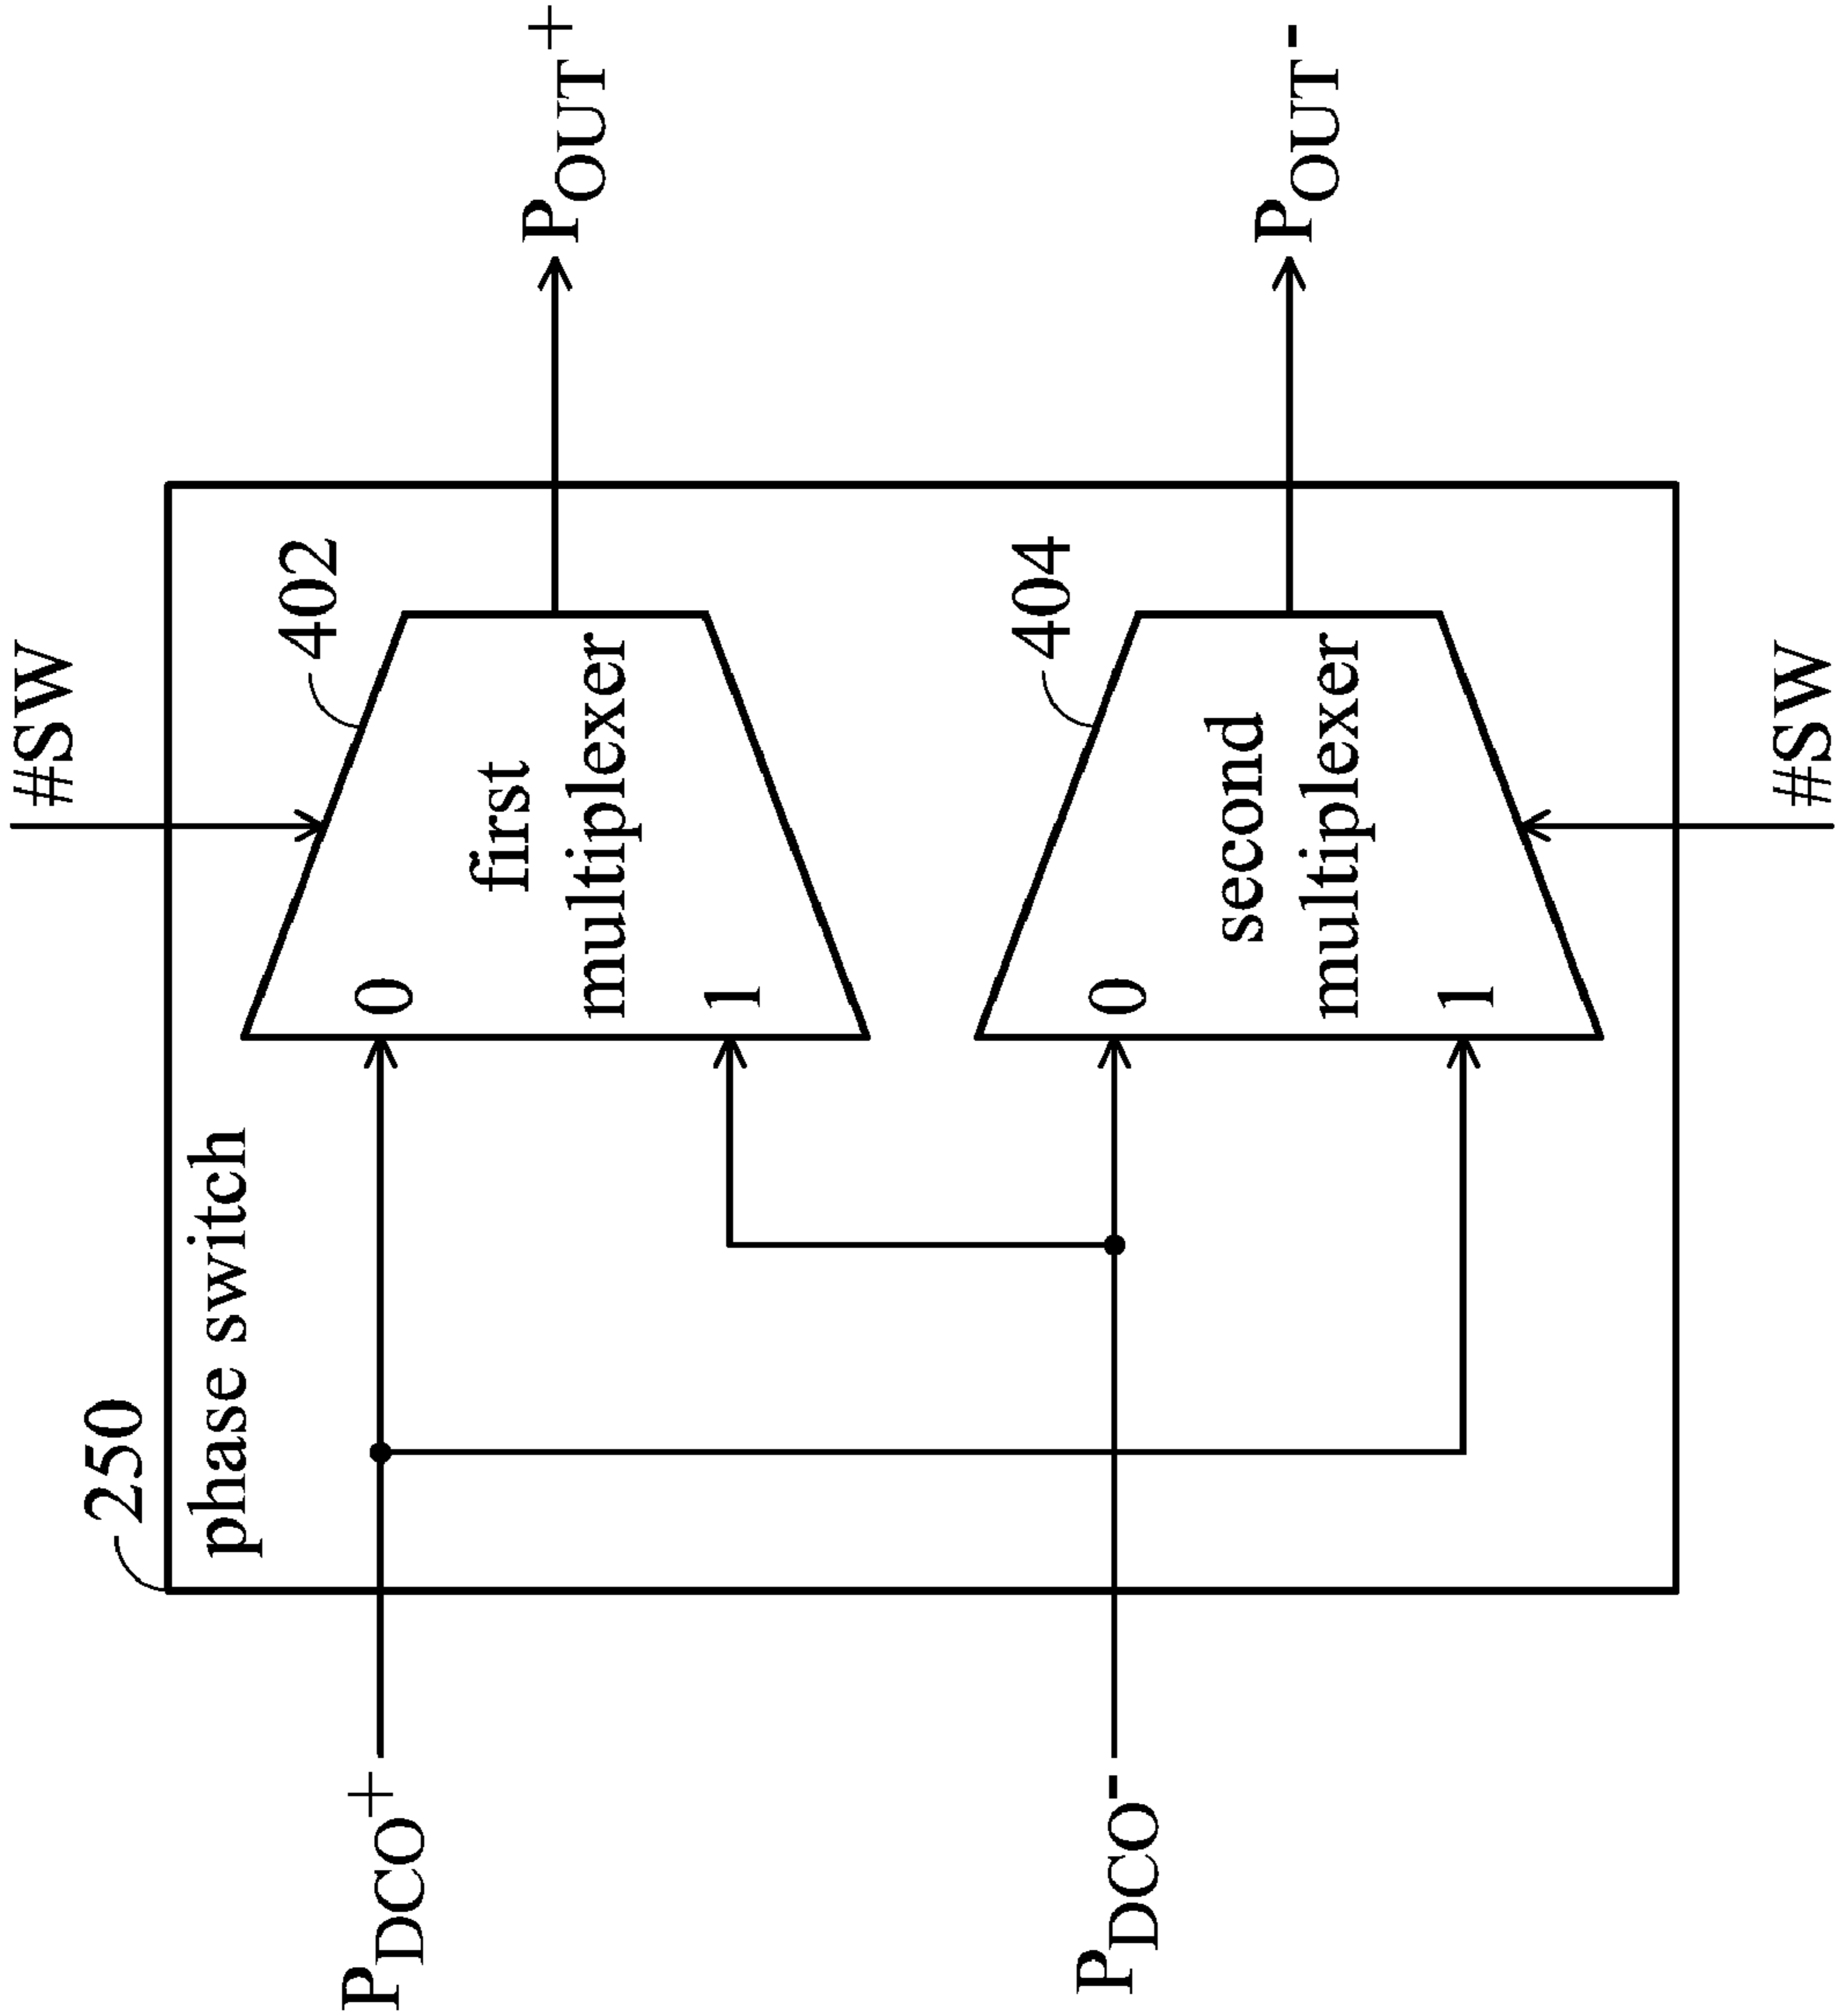 #SW
250
phase switch
402
P_DCO+
0
first
multiplexer
1
P_OUT+
404
P_DCO-
0
second
multiplexer
1
P_OUT-
#SW